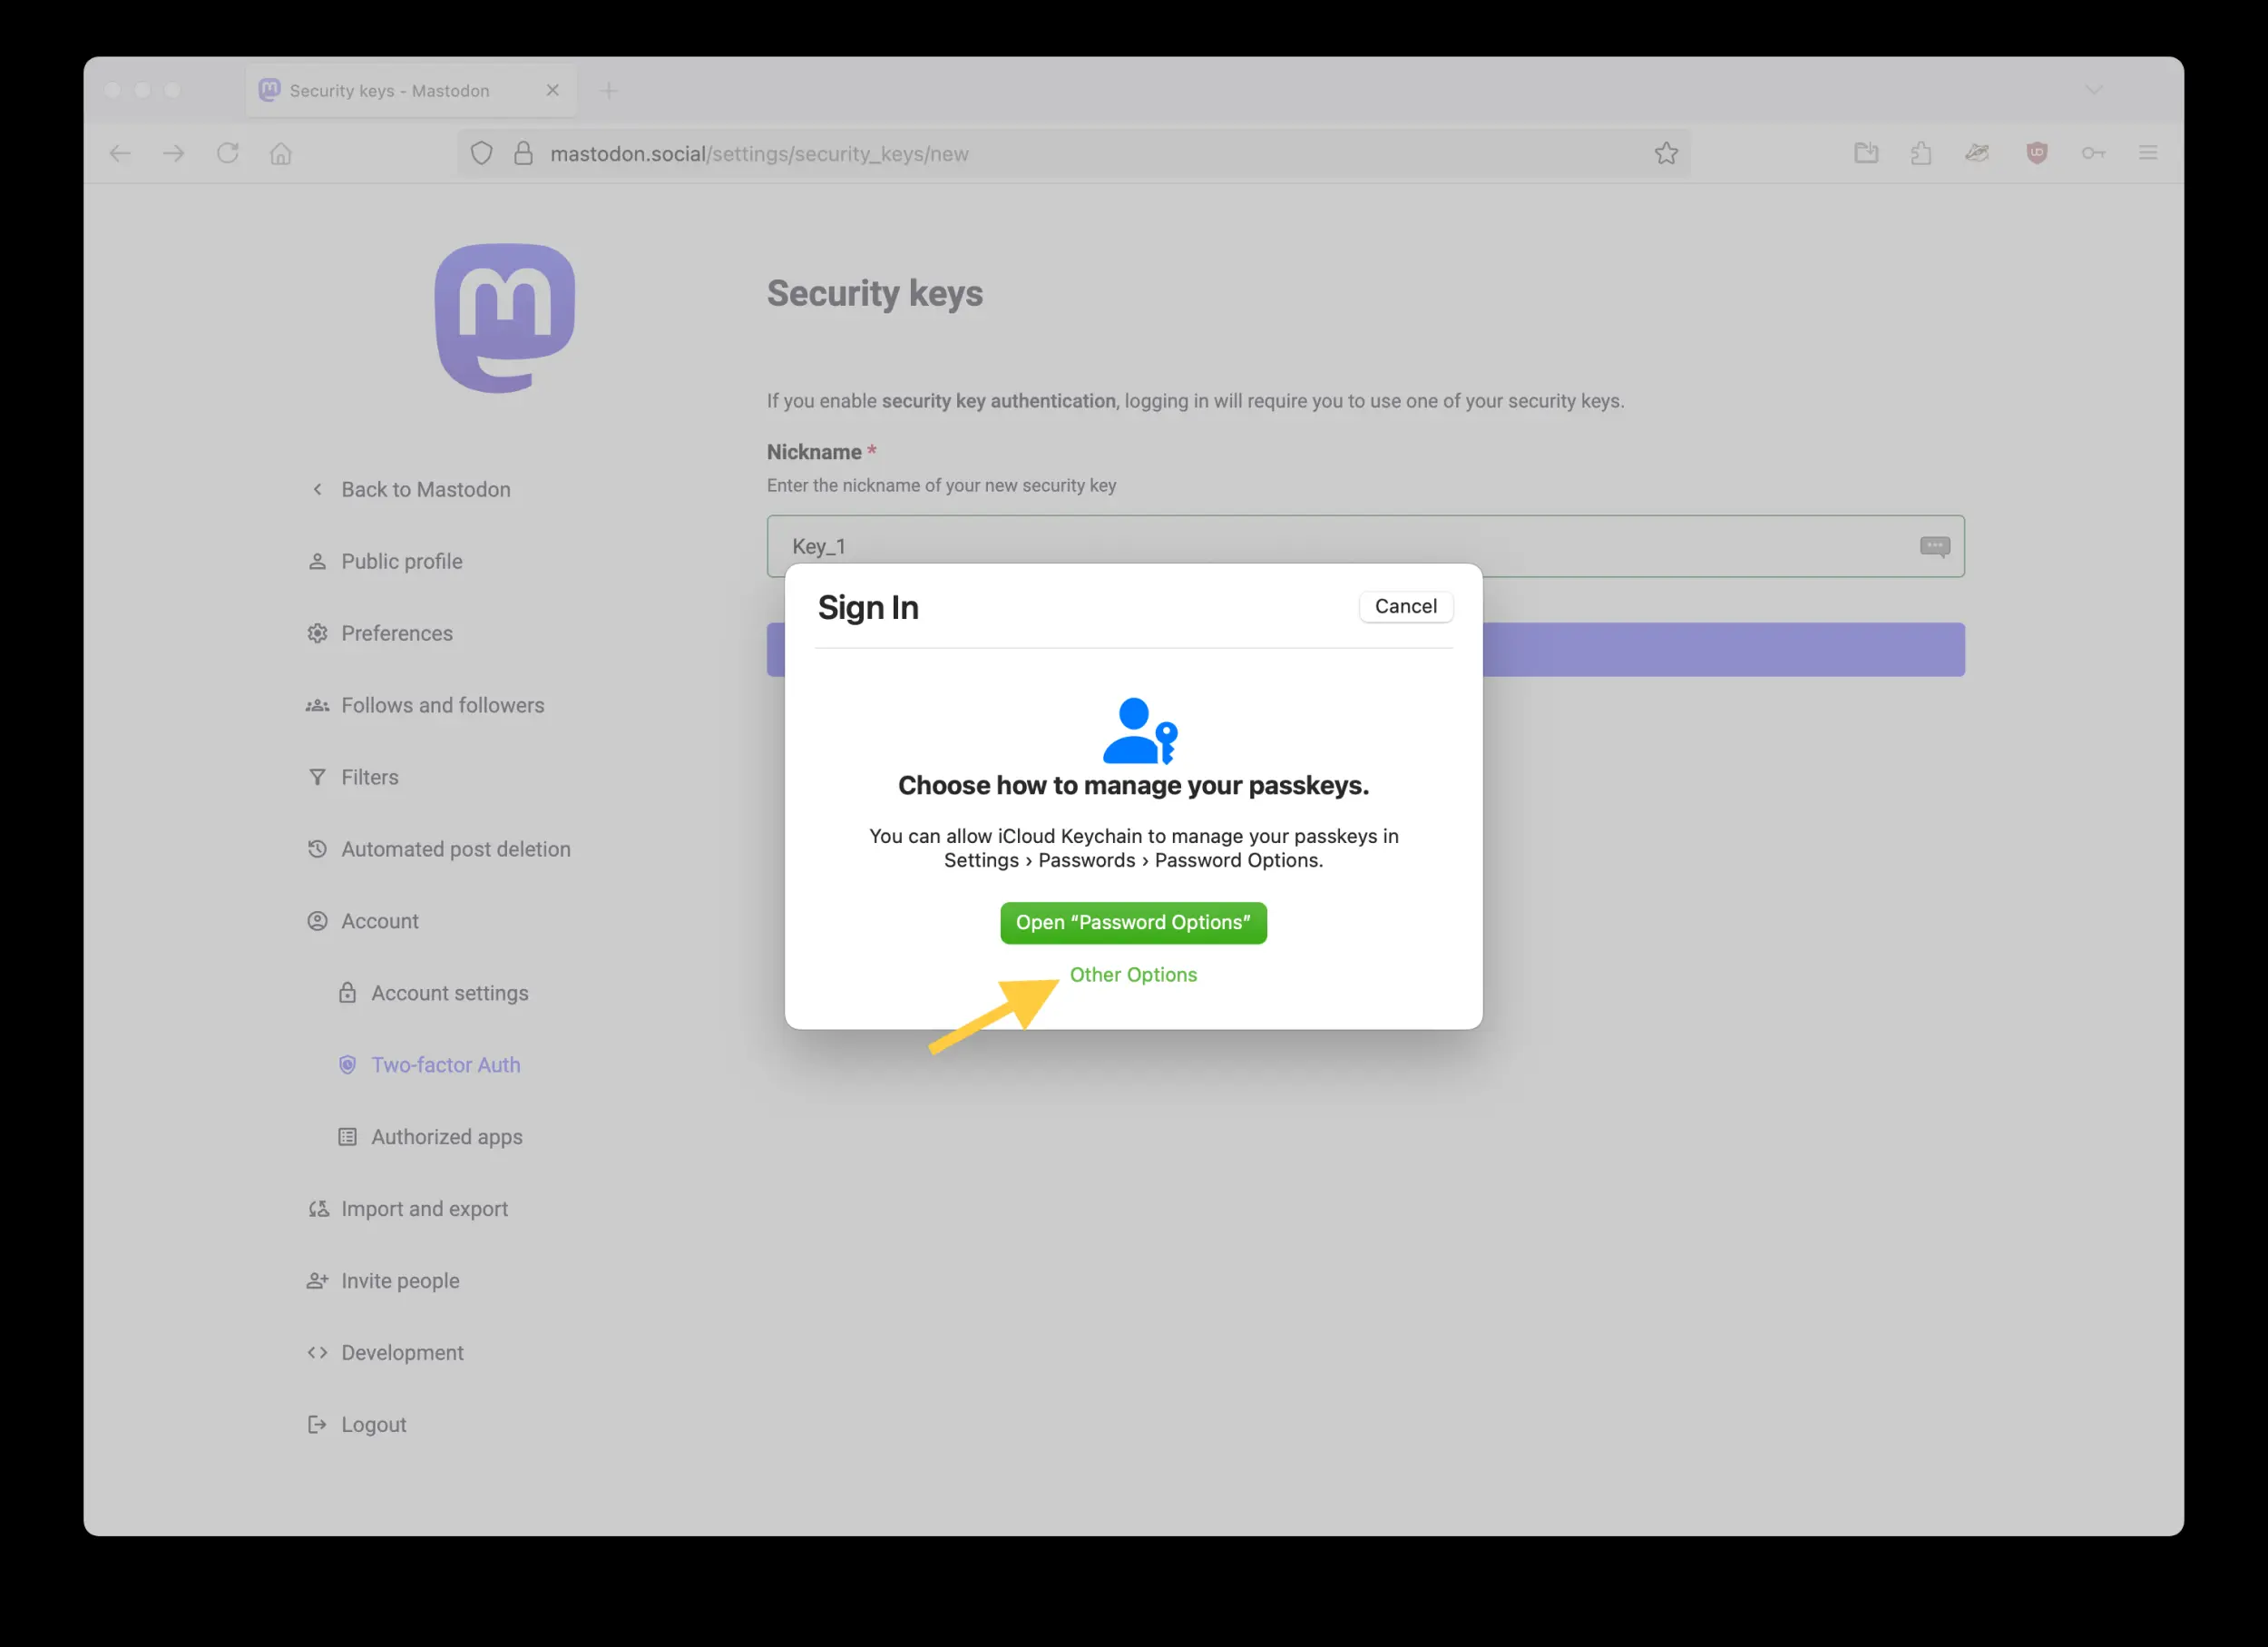 Security keys - Mastodon
mastodon.social/settings/security_keys/new
Security keys
If you enable security key authentication, logging in will require you to use one of your security keys.
Nickname *
Enter the nickname of your new security key
Key_1
Back to Mastodon
Public profile
Preferences
Follows and followers
Filters
Automated post deletion
Account
Account settings
Two-factor Auth
Authorized apps
Import and export
Invite people
Development
Logout
Sign In
Cancel
Choose how to manage your passkeys.
You can allow iCloud Keychain to manage your passkeys in
Settings › Passwords › Password Options.
Open “Password Options”
Other Options